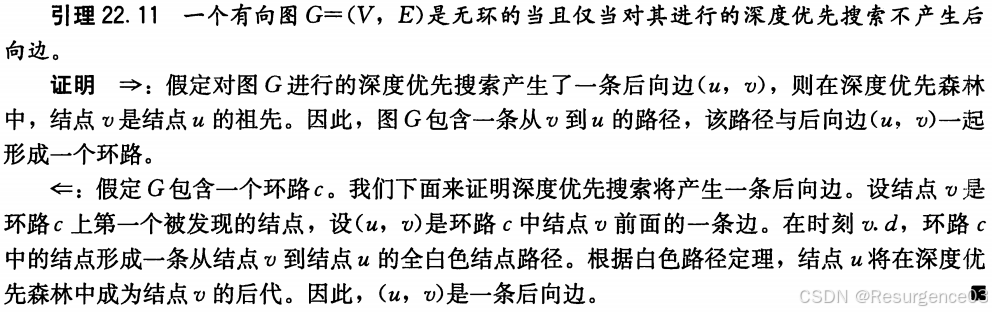 引理 22.11 一个有向图 G=(V, E)是无环的当且仅当对其进行的深度优先搜索不产生后
向边。
证明 ⇒：假定对图 G 进行的深度优先搜索产生了一条后向边(u, v)，则在深度优先森林
中，结点 v 是结点 u 的祖先。因此，图 G 包含一条从 v 到 u 的路径，该路径与后向边(u, v)一起
形成一个环路。
⇐：假定 G 包含一个环路 c。我们下面来证明深度优先搜索将产生一条后向边。设结点 v 是
环路 c 上第一个被发现的结点，设(u, v)是环路 c 中结点 v 前面的一条边。在时刻 v.d，环路 c
中的结点形成一条从结点 v 到结点 u 的全白色结点路径。根据白色路径定理，结点 u 将在深度优
先森林中成为结点 v 的后代。因此，(u, v)是一条后向边。
CSDN @Resurgence03